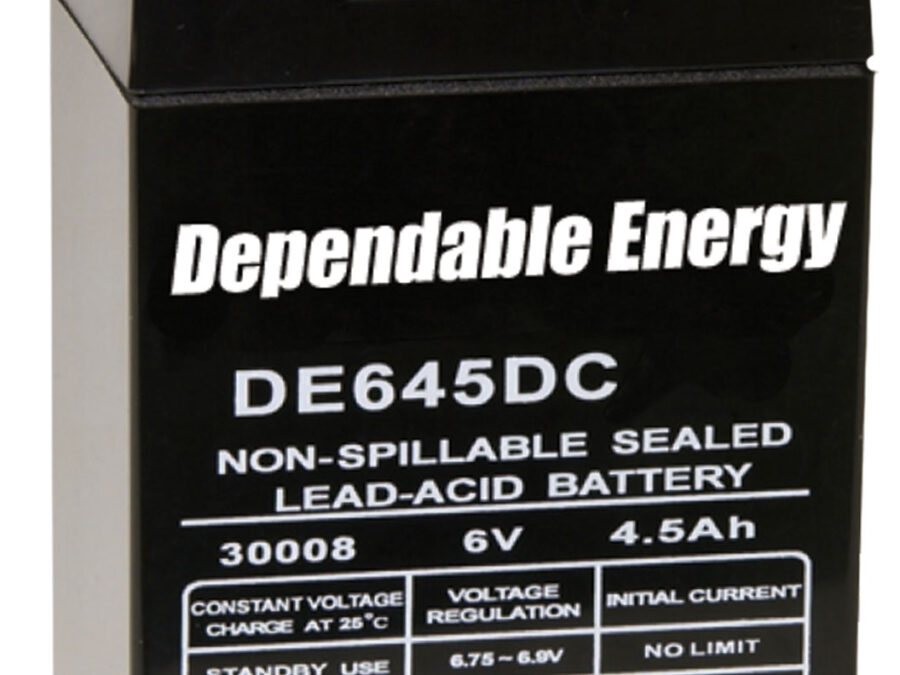 Dependable Energy
DE645DC
NON-SPILLABLE SEALED
LEAD-ACID BATTERY
30008 6V 4.5Ah
CONSTANT VOLTAGE
CHARGE AT 25°C
VOLTAGE
REGULATION
INITIAL CURRENT
STANDBY USE
6.75~6.9V
NO LIMIT